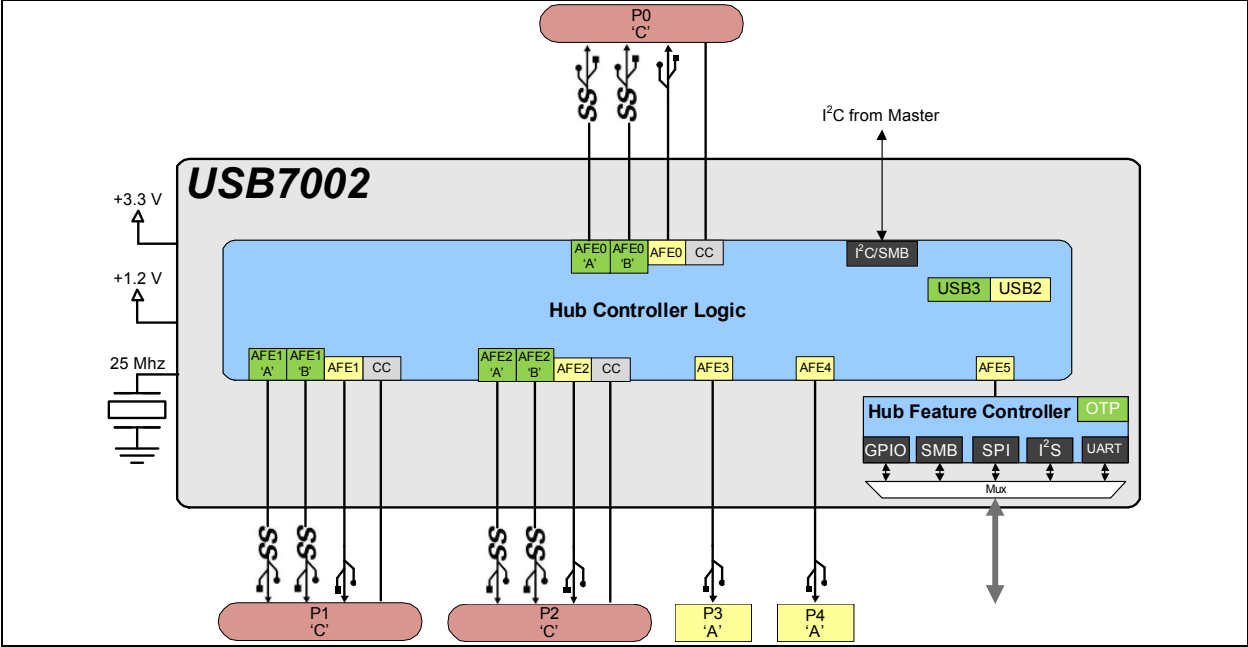 P0
‘C’
SS
SS
I²C from Master
USB7002
+3.3 V
AFE0
‘A’
AFE0
‘B’
AFE0
CC
I²C/SMB
+1.2 V
USB3
USB2
Hub Controller Logic
25 Mhz
AFE1
‘A’
AFE1
‘B’
AFE1
CC
AFE2
‘A’
AFE2
‘B’
AFE2
CC
AFE3
AFE4
AFE5
Hub Feature Controller
OTP
GPIO
SMB
SPI
I²S
UART
Mux
SS
SS
SS
SS
P1
‘C’
P2
‘C’
P3
‘A’
P4
‘A’